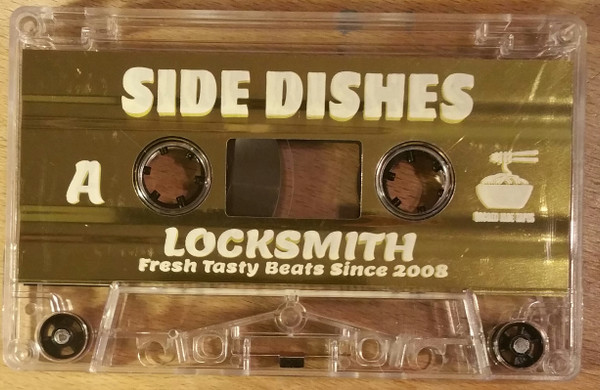 SIDE DISHES
A
LOCKSMITH
Fresh Tasty Beats Since 2008